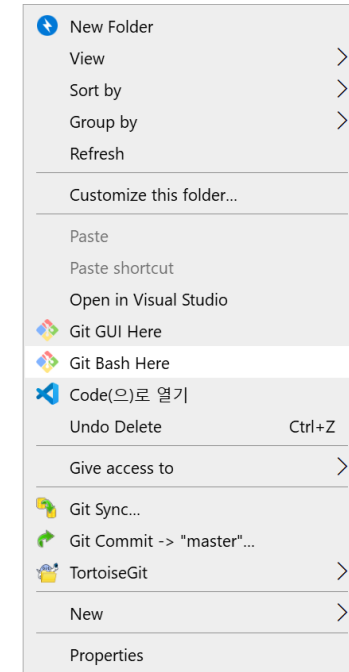 New Folder
View
Sort by
Group by
Refresh
Customize this folder...
Paste
Paste shortcut
Open in Visual Studio
Git GUI Here
Git Bash Here
Code(으)로 열기
Undo Delete Ctrl+Z
Give access to
Git Sync...
Git Commit -> "master"...
TortoiseGit
New
Properties